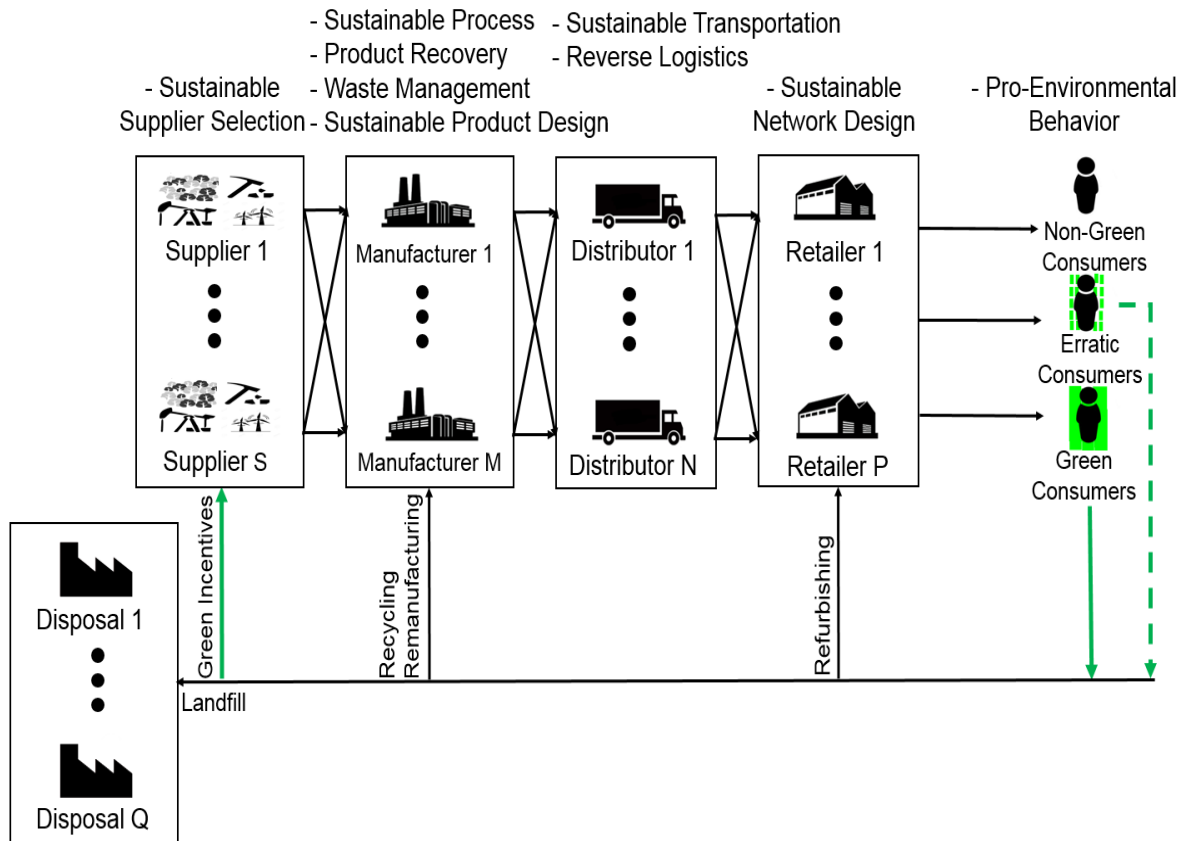 - Sustainable
Supplier Selection
- Sustainable Process
- Product Recovery
- Waste Management
- Sustainable Product Design
- Sustainable Transportation
- Reverse Logistics
- Sustainable
Network Design
- Pro-Environmental
Behavior
Supplier 1
Supplier S
Manufacturer 1
Manufacturer M
Distributor 1
Distributor N
Retailer 1
Retailer P
Non-Green
Consumers
Erratic
Consumers
Green
Consumers
Green Incentives
Recycling
Remanufacturing
Refurbishing
Landfill
Disposal 1
Disposal Q